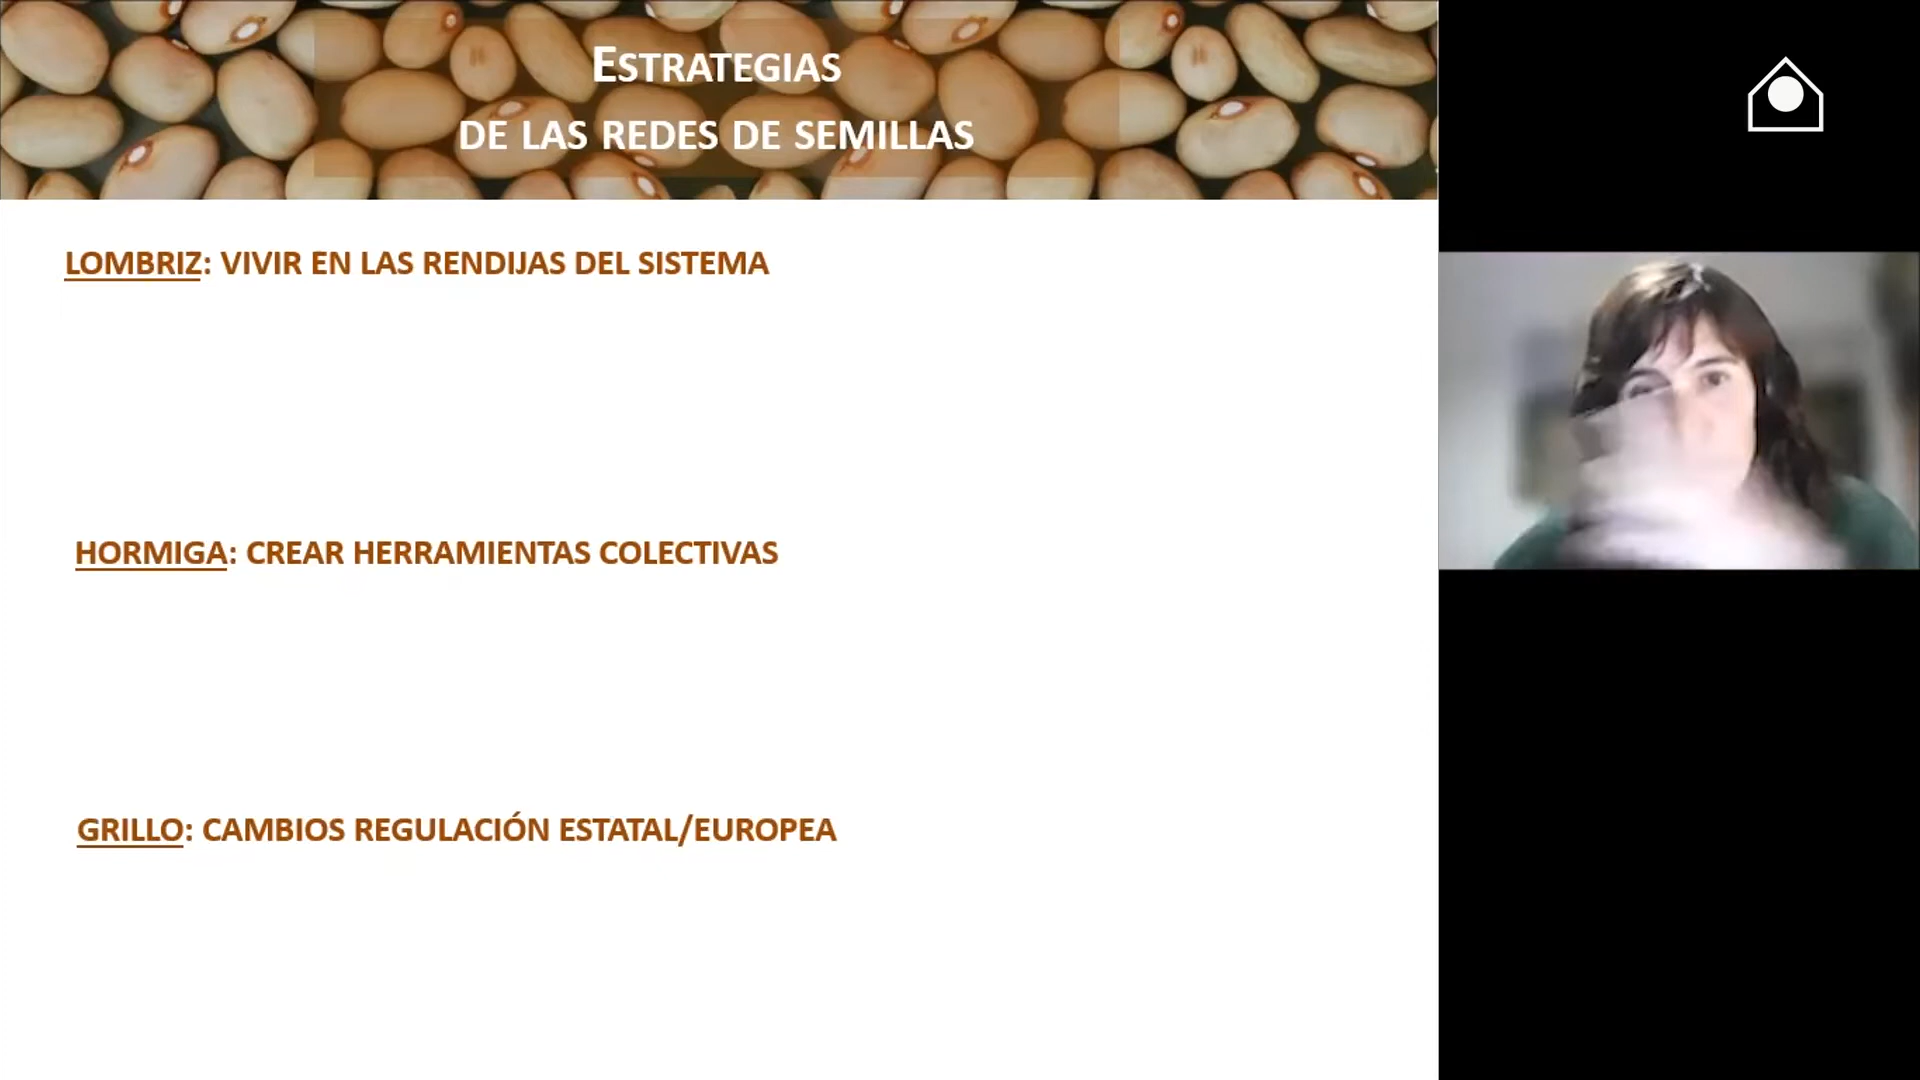 ESTRATEGIAS
DE LAS REDES DE SEMILLAS
LOMBRIZ: VIVIR EN LAS RENDIJAS DEL SISTEMA
HORMIGA: CREAR HERRAMIENTAS COLECTIVAS
GRILLO: CAMBIOS REGULACIÓN ESTATAL/EUROPEA